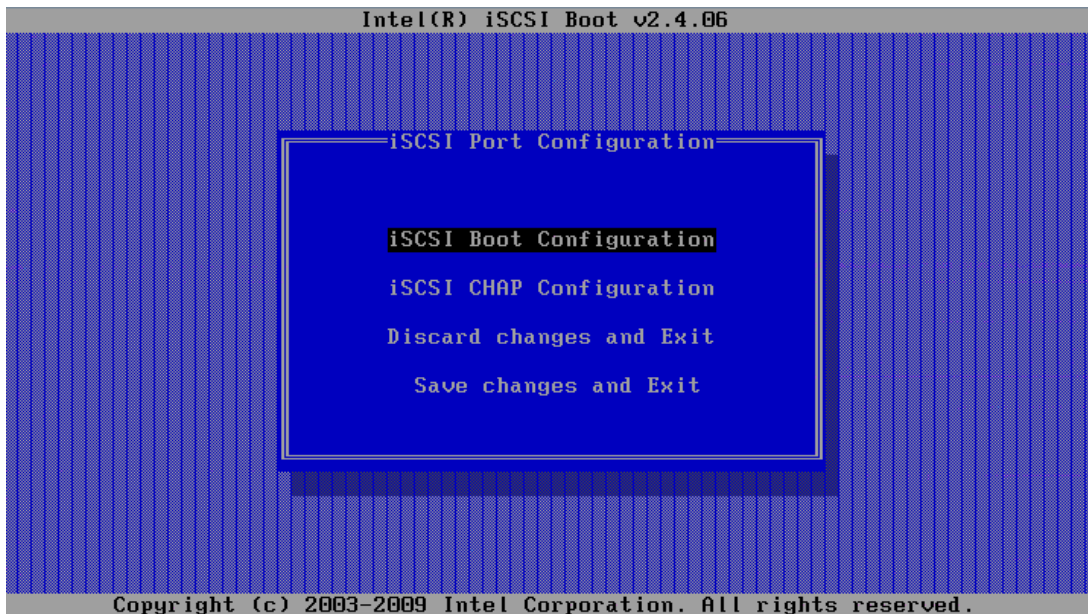 Intel(R) iSCSI Boot v2.4.06
iSCSI Port Configuration
iSCSI Boot Configuration
iSCSI CHAP Configuration
Discard changes and Exit
Save changes and Exit
Copyright (c) 2003-2009 Intel Corporation. All rights reserved.